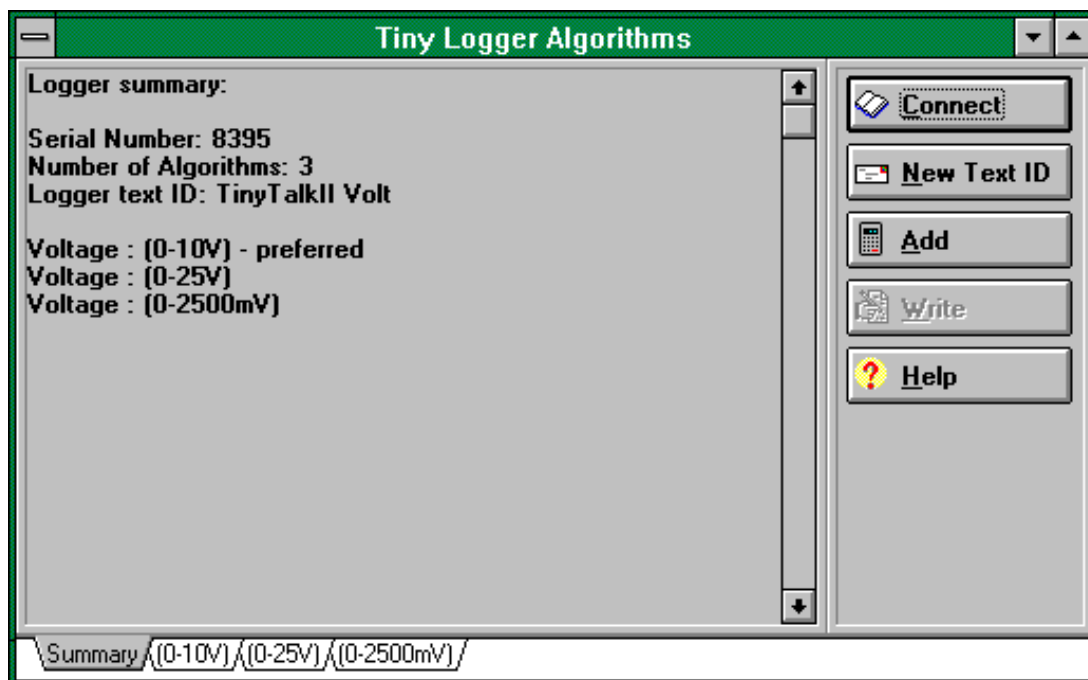 Tiny Logger Algorithms
Logger summary:
Serial Number: 8395
Number of Algorithms: 3
Logger text ID: TinyTalkII Volt
Voltage : (0-10V) - preferred
Voltage : (0-25V)
Voltage : (0-2500mV)
Connect
New Text ID
Add
Write
Help
Summary (0-10V) (0-25V) (0-2500mV)